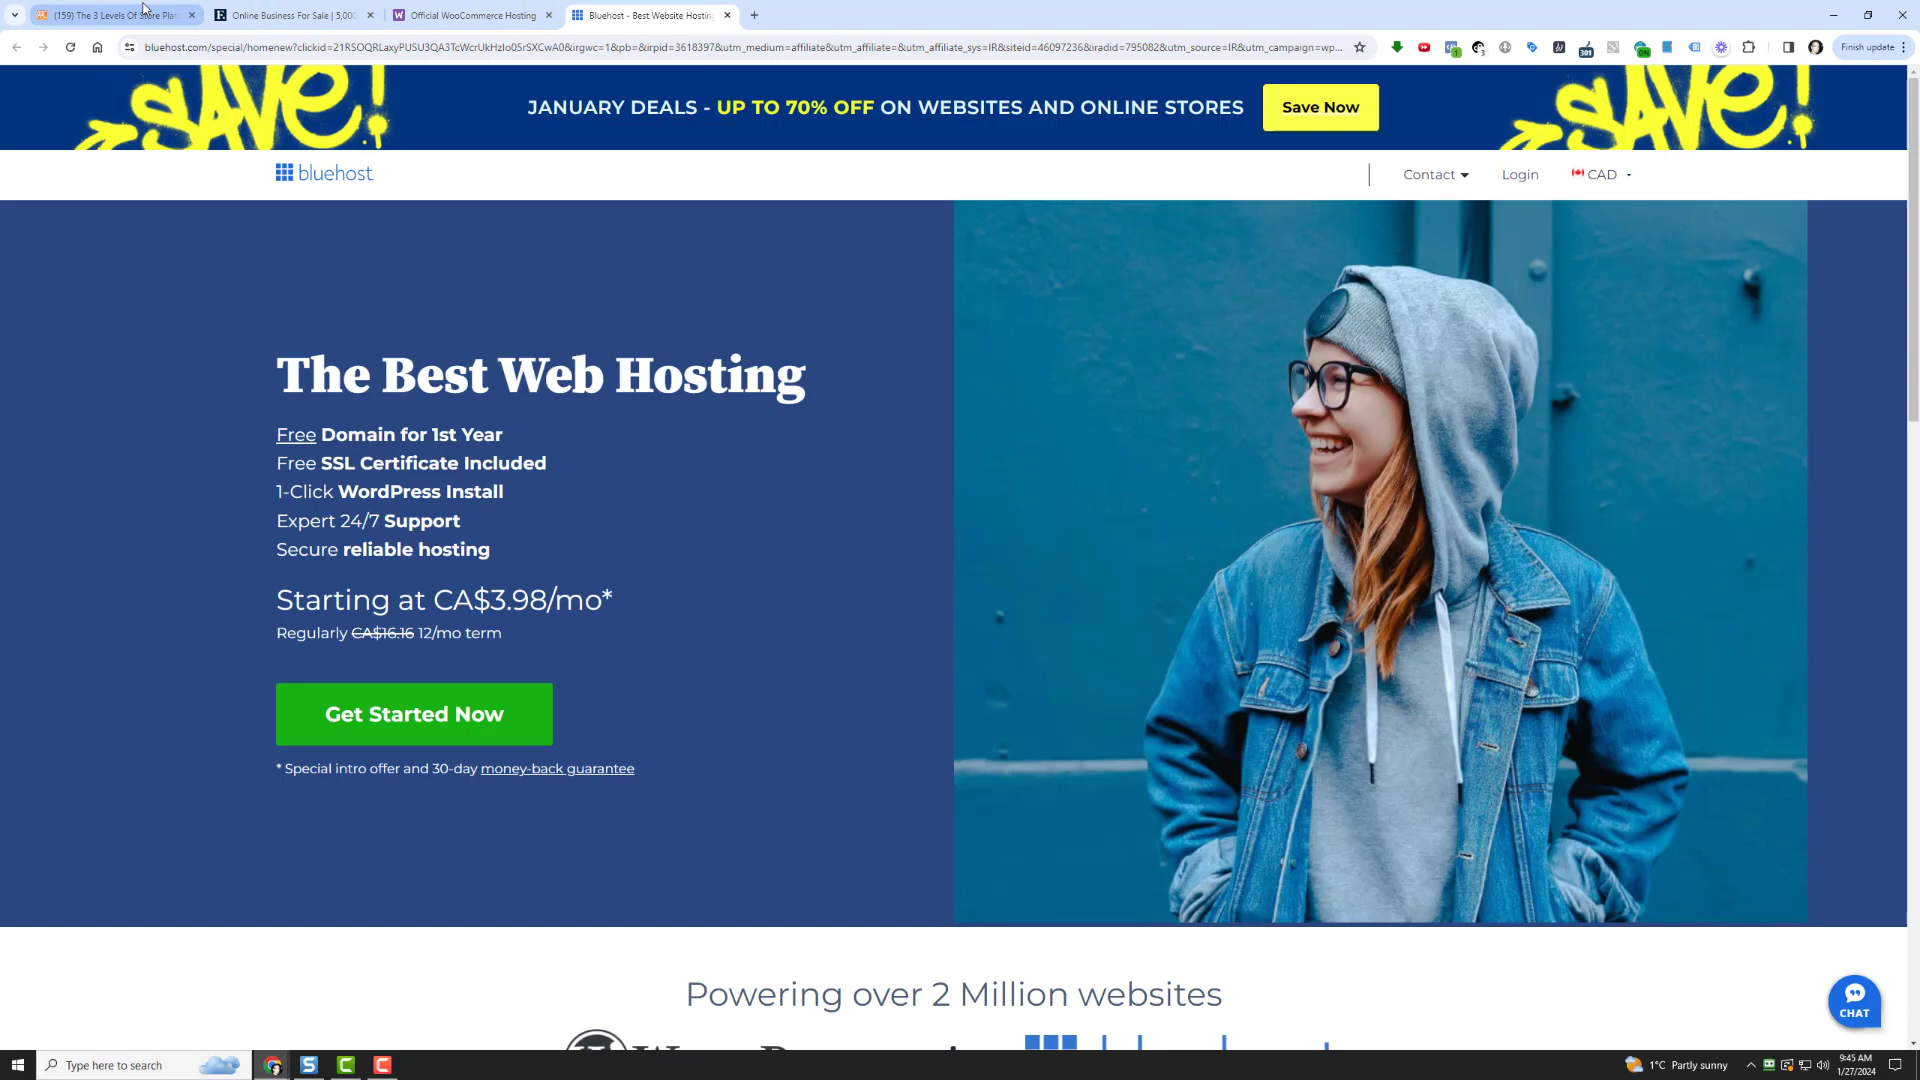 (159) The 3 Levels Of Store Plat
Online Business For Sale | 5,000
Official WooCommerce Hosting
Bluehost - Best Website Hosting
bluehost.com/special/homenew?clickid=21RSOQRLaxyPUSU3QA3TcWcrUkHzIo05rSXCwA0&irgwc=1&pb=&irpid=3618397&utm_medium=affiliate&utm_affiliate=&utm_affiliate_sys=IR&siteid=46097236&iradid=795082&utm_source=IR&utm_campaign=wp...
Finish update
SAVE!
JANUARY DEALS - UP TO 70% OFF ON WEBSITES AND ONLINE STORES
Save Now
SAVE!
bluehost
Contact
Login
CAD
The Best Web Hosting
Free Domain for 1st Year
Free SSL Certificate Included
1-Click WordPress Install
Expert 24/7 Support
Secure reliable hosting
Starting at CA$3.98/mo*
Regularly CA$16.16 12/mo term
Get Started Now
* Special intro offer and 30-day money-back guarantee
Powering over 2 Million websites
CHAT
Type here to search
1°C Partly sunny
9:45 AM
1/27/2024